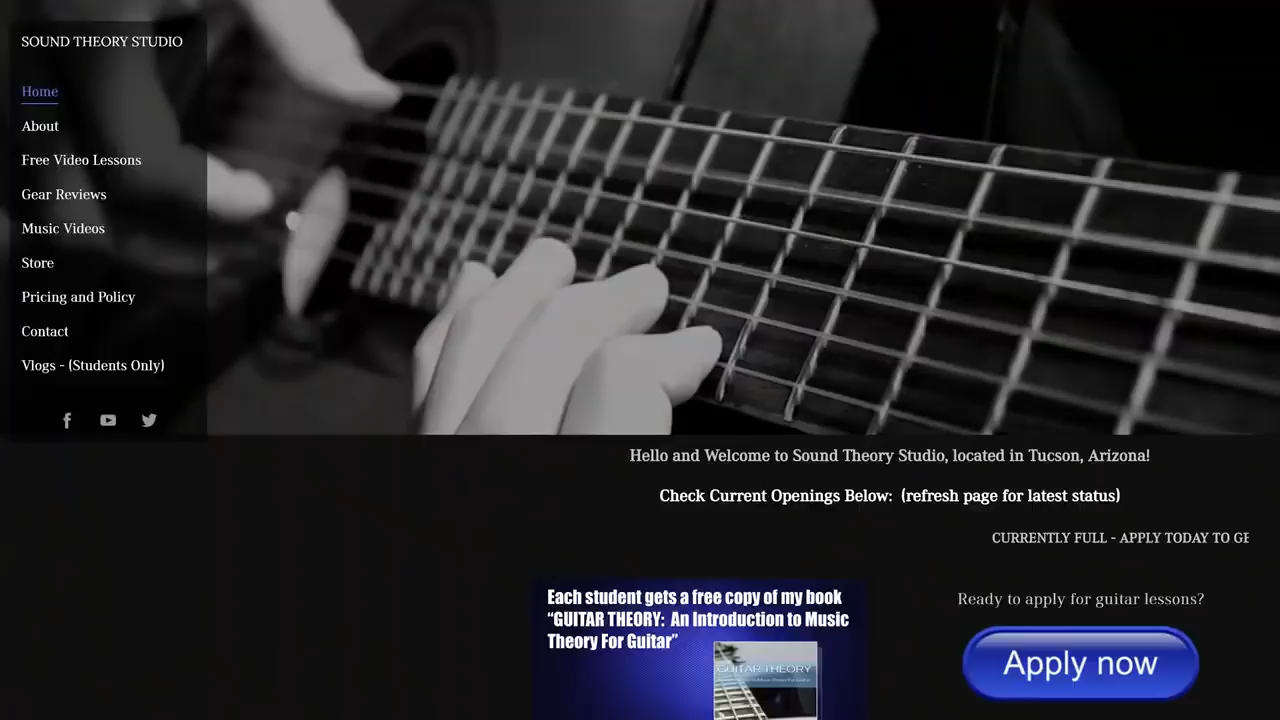 SOUND THEORY STUDIO
Home
About
Free Video Lessons
Gear Reviews
Music Videos
Store
Pricing and Policy
Contact
Vlogs - (Students Only)
Hello and Welcome to Sound Theory Studio, located in Tucson, Arizona!
Check Current Openings Below: (refresh page for latest status)
CURRENTLY FULL - APPLY TODAY TO GE
Each student gets a free copy of my book
“GUITAR THEORY: An Introduction to Music
Theory For Guitar”
GUITAR THEORY
Ready to apply for guitar lessons?
Apply now